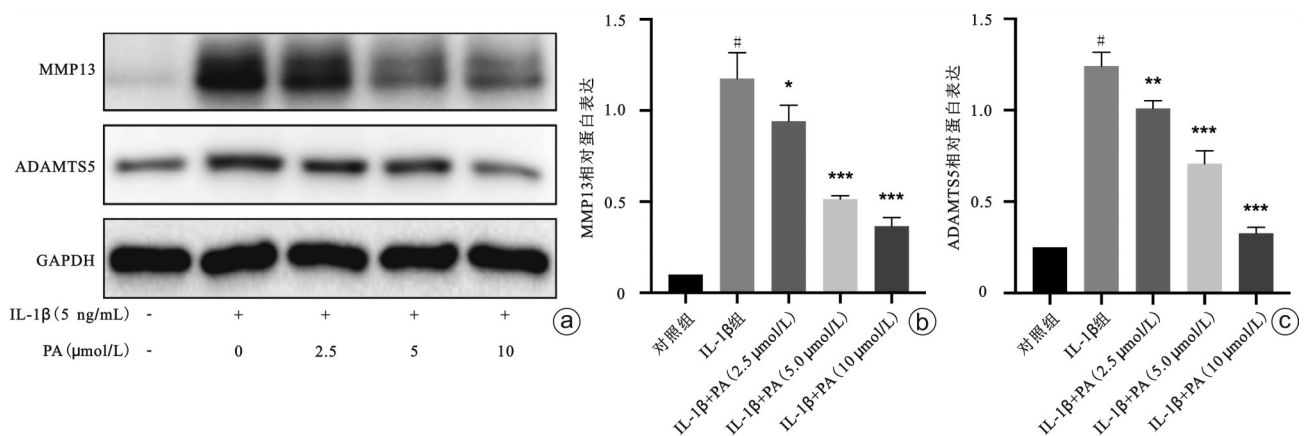 MMP13
ADAMTS5
GAPDH
IL-1β(5 ng/mL) - + + + +
PA(μmol/L) - 0 2.5 5 10
ⓐ
MMP13相对蛋白表达
1.5
1.0
0.5
0
#
*
***
***
对照组
IL-1β组
IL-1β+PA(2.5 μmol/L)
IL-1β+PA(5.0 μmol/L)
IL-1β+PA(10 μmol/L)
ⓑ
ADAMTS5相对蛋白表达
1.5
1.0
0.5
0
#
**
***
***
对照组
IL-1β组
IL-1β+PA(2.5 μmol/L)
IL-1β+PA(5.0 μmol/L)
IL-1β+PA(10 μmol/L)
ⓒ